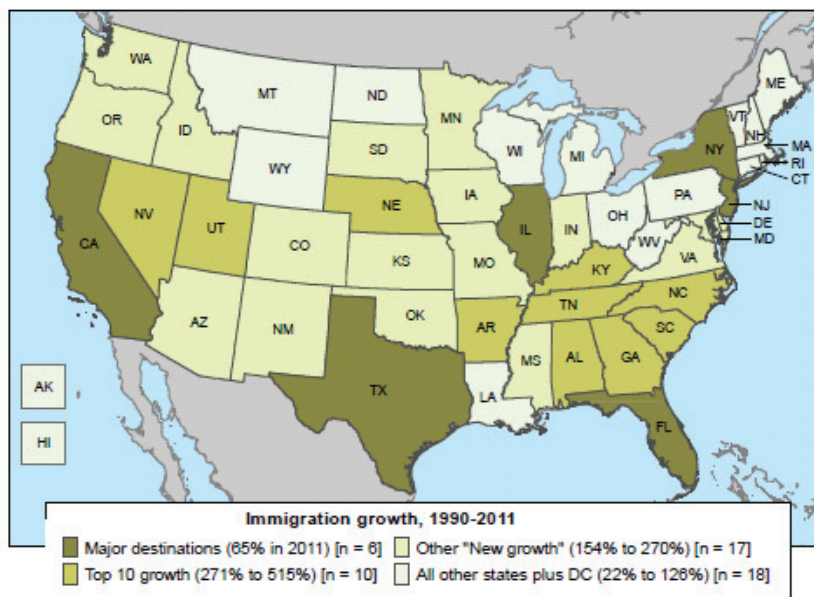 WA
MT
ND
ME
OR
ID
MN
VT
NH
SD
WI
MI
NY
MA
RI
CT
WY
IA
PA
NJ
NV
UT
NE
IL
IN
OH
DE
MD
CA
CO
KS
MO
WV
VA
KY
AZ
NM
OK
AR
TN
NC
SC
MS
AL
GA
TX
LA
FL
AK
HI
Immigration growth, 1990-2011
Major destinations (65% in 2011) [n = 6]
Other "New growth" (154% to 270%) [n = 17]
Top 10 growth (271% to 515%) [n = 10]
All other states plus DC (22% to 126%) [n = 18]